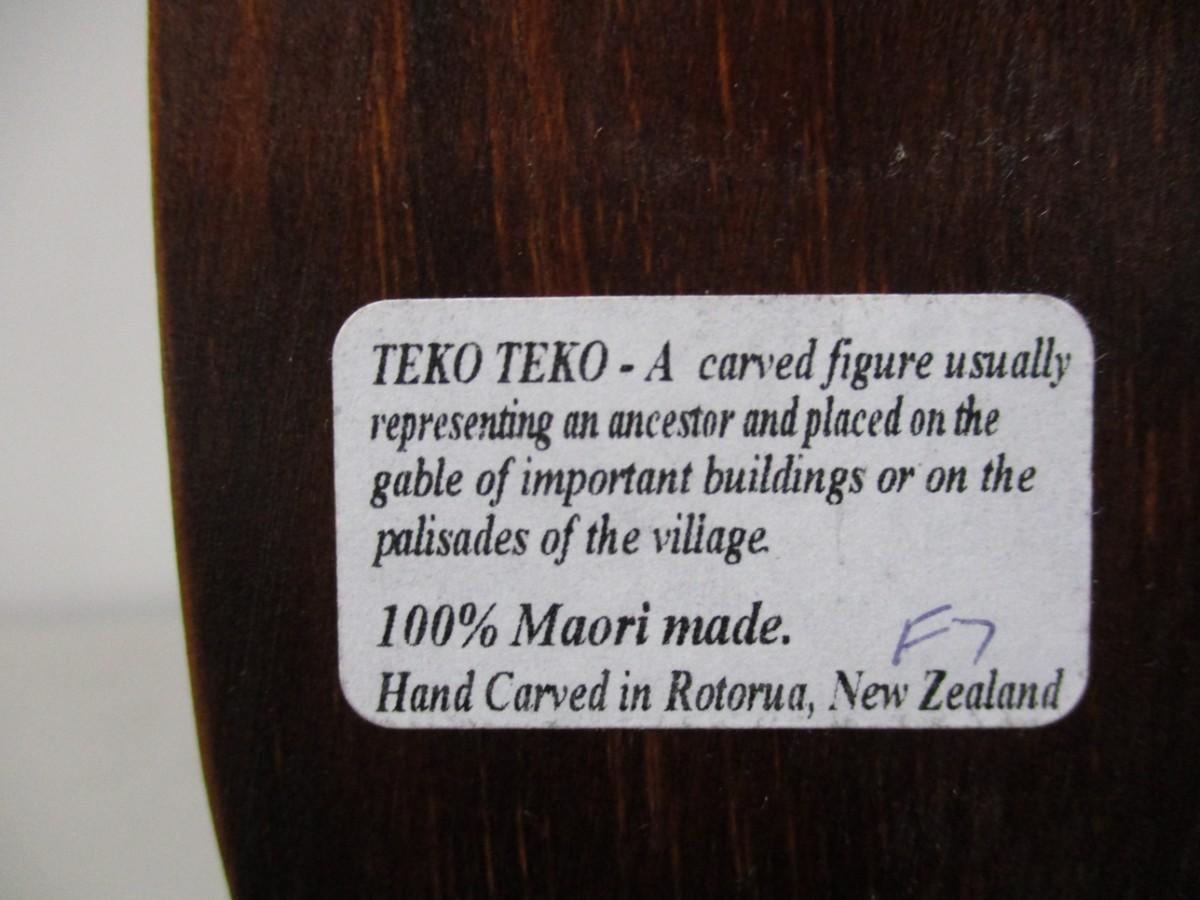 TEKO TEKO - A carved figure usually
representing an ancestor and placed on the
gable of important buildings or on the
palisades of the village.
100% Maori made.
F7
Hand Carved in Rotorua, New Zealand